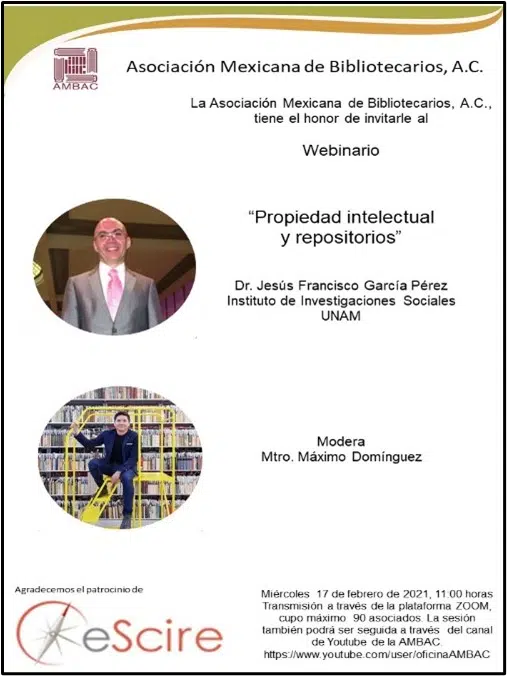 AMBAC
Asociación Mexicana de Bibliotecarios, A.C.
La Asociación Mexicana de Bibliotecarios, A.C.,
tiene el honor de invitarle al
Webinario
“Propiedad intelectual
y repositorios”
Dr. Jesús Francisco García Pérez
Instituto de Investigaciones Sociales
UNAM
Modera
Mtro. Máximo Domínguez
Agradecemos el patrocinio de
eScire
Miércoles 17 de febrero de 2021, 11:00 horas
Transmisión a través de la plataforma ZOOM,
cupo máximo 90 asociados. La sesión
también podrá ser seguida a través del canal
de Youtube de la AMBAC.
https://www.youtube.com/user/oficinaAMBAC